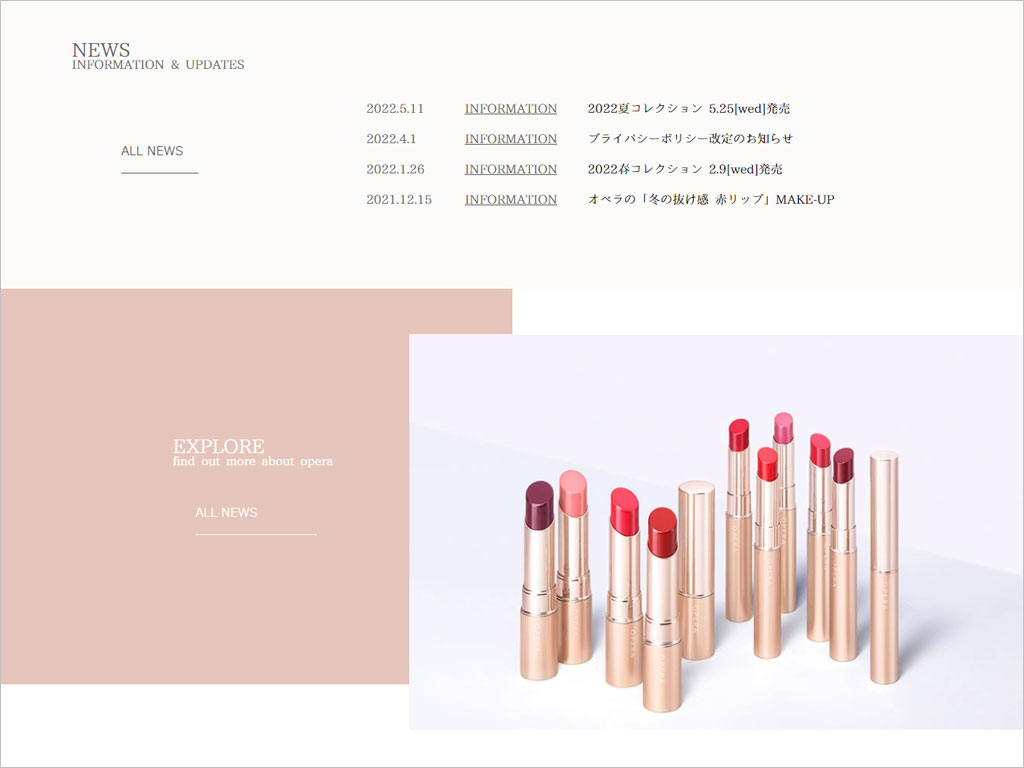 NEWS
INFORMATION & UPDATES
2022.5.11 INFORMATION 2022夏コレクション 5.25[wed]発売
2022.4.1 INFORMATION プライバシーポリシー改定のお知らせ
ALL NEWS
2022.1.26 INFORMATION 2022春コレクション 2.9[wed]発売
2021.12.15 INFORMATION オペラの「冬の抜け感 赤リップ」MAKE-UP
EXPLORE
find out more about opera
ALL NEWS